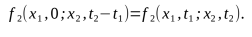 f₂(x₁,0; x₂,t₂−t₁)=f₂(x₁,t₁; x₂,t₂).